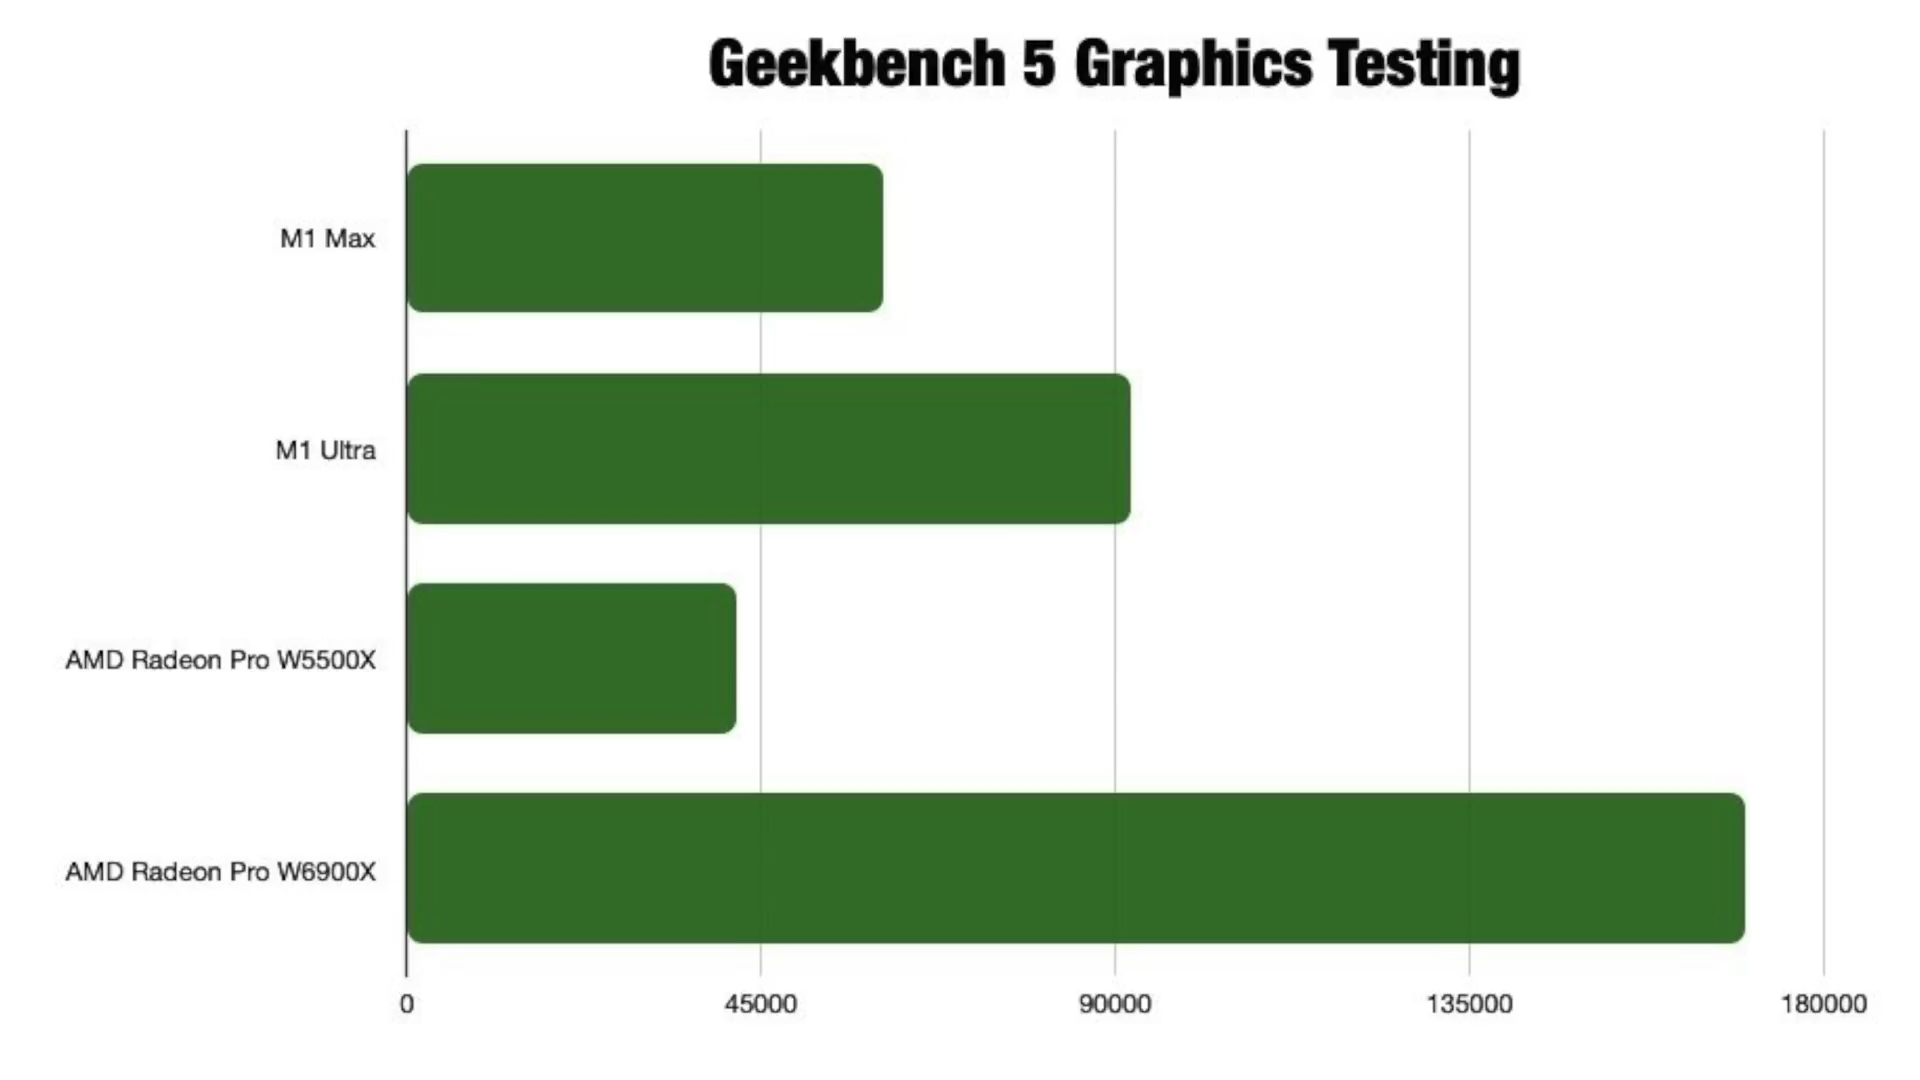 Geekbench 5 Graphics Testing
M1 Max
M1 Ultra
AMD Radeon Pro W5500X
AMD Radeon Pro W6900X
0 45000 90000 135000 180000